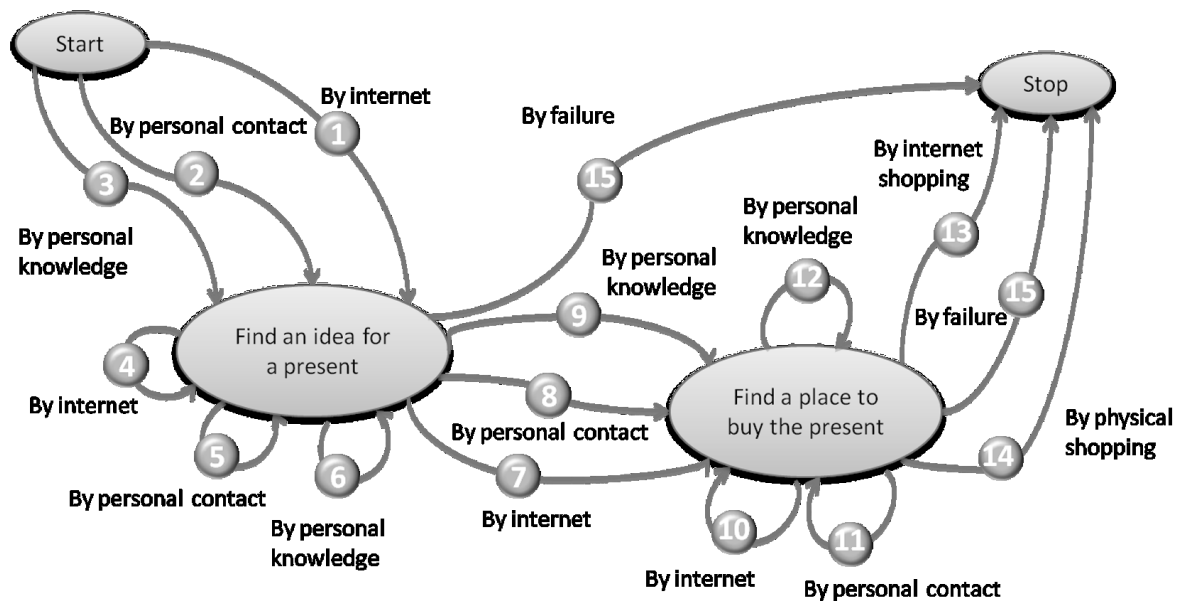 Start
By internet
1
By personal contact
2
3
By personal
knowledge
By failure
15
Stop
By internet
shopping
13
By personal
knowledge
12
By personal
knowledge
9
15
By failure
Find an idea for
a present
4
By internet
8
By personal contact
Find a place to
buy the present
By physical
shopping
14
5
By personal contact
6
By personal
knowledge
7
By internet
10
By internet
11
By personal contact